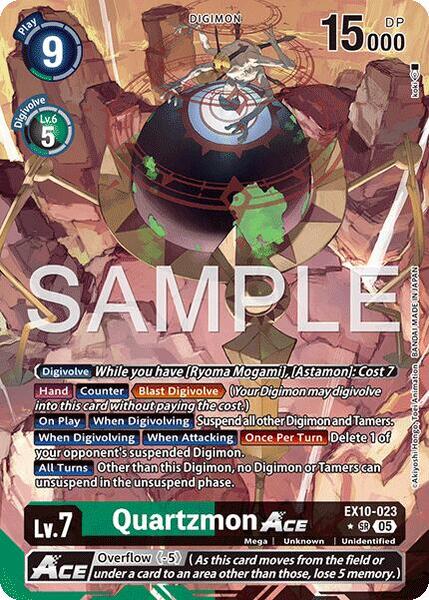 DIGIMON
Play
9
15000 DP
koki
Digivolve
Lv.6
5
SAMPLE
©Akiyoshi Hongo, Toei Animation BANDAI, MADE IN JAPAN
Digivolve While you have [Ryoma Mogami], [Astamon]: Cost 7
Hand Counter Blast Digivolve (Your Digimon may digivolve
into this card without paying the cost.)
On Play When Digivolving Suspend all other Digimon and Tamers.
When Digivolving When Attacking Once Per Turn Delete 1 of
your opponent's suspended Digimon.
All Turns Other than this Digimon, no Digimon or Tamers can
unsuspend in the unsuspend phase.
EX10-023
Lv.7 Quartzmon ACE ★ SR 05
Mega | Unknown | Unidentified
ACE Overflow 《-5》 (As this card moves from the field or
under a card to an area other than those, lose 5 memory.)